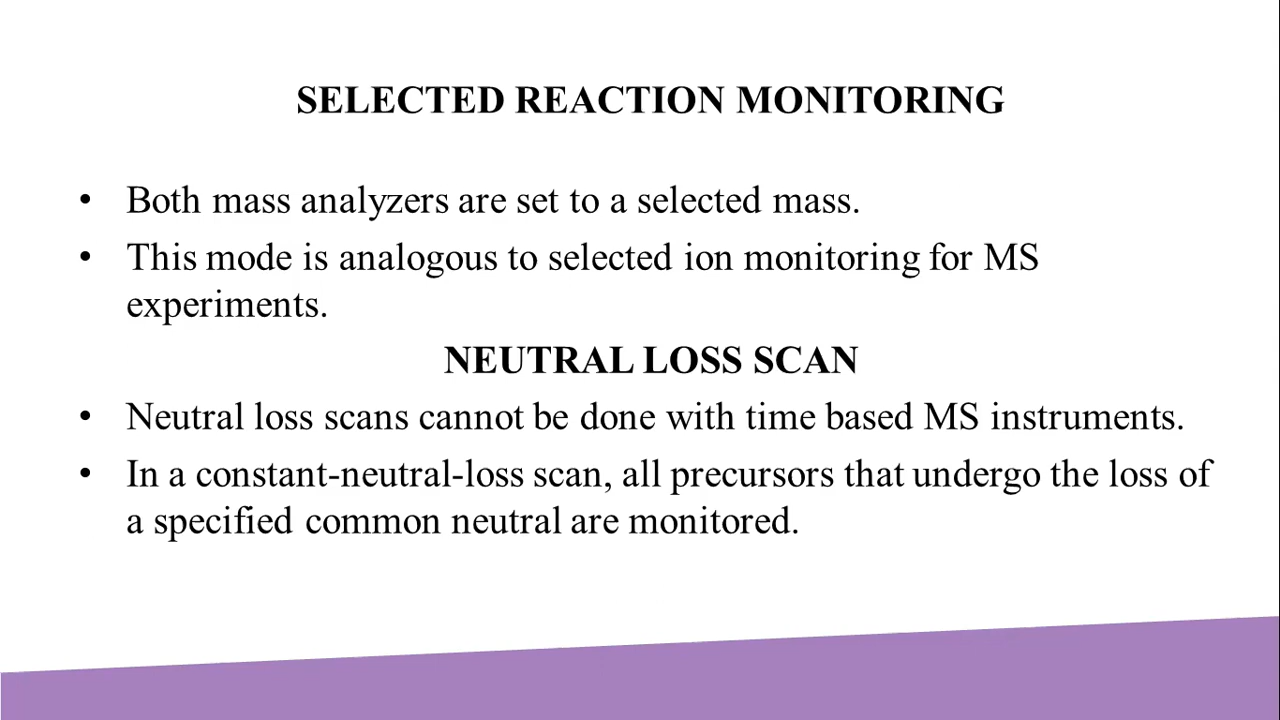 SELECTED REACTION MONITORING
• Both mass analyzers are set to a selected mass.
• This mode is analogous to selected ion monitoring for MS
experiments.
NEUTRAL LOSS SCAN
• Neutral loss scans cannot be done with time based MS instruments.
• In a constant-neutral-loss scan, all precursors that undergo the loss of
a specified common neutral are monitored.